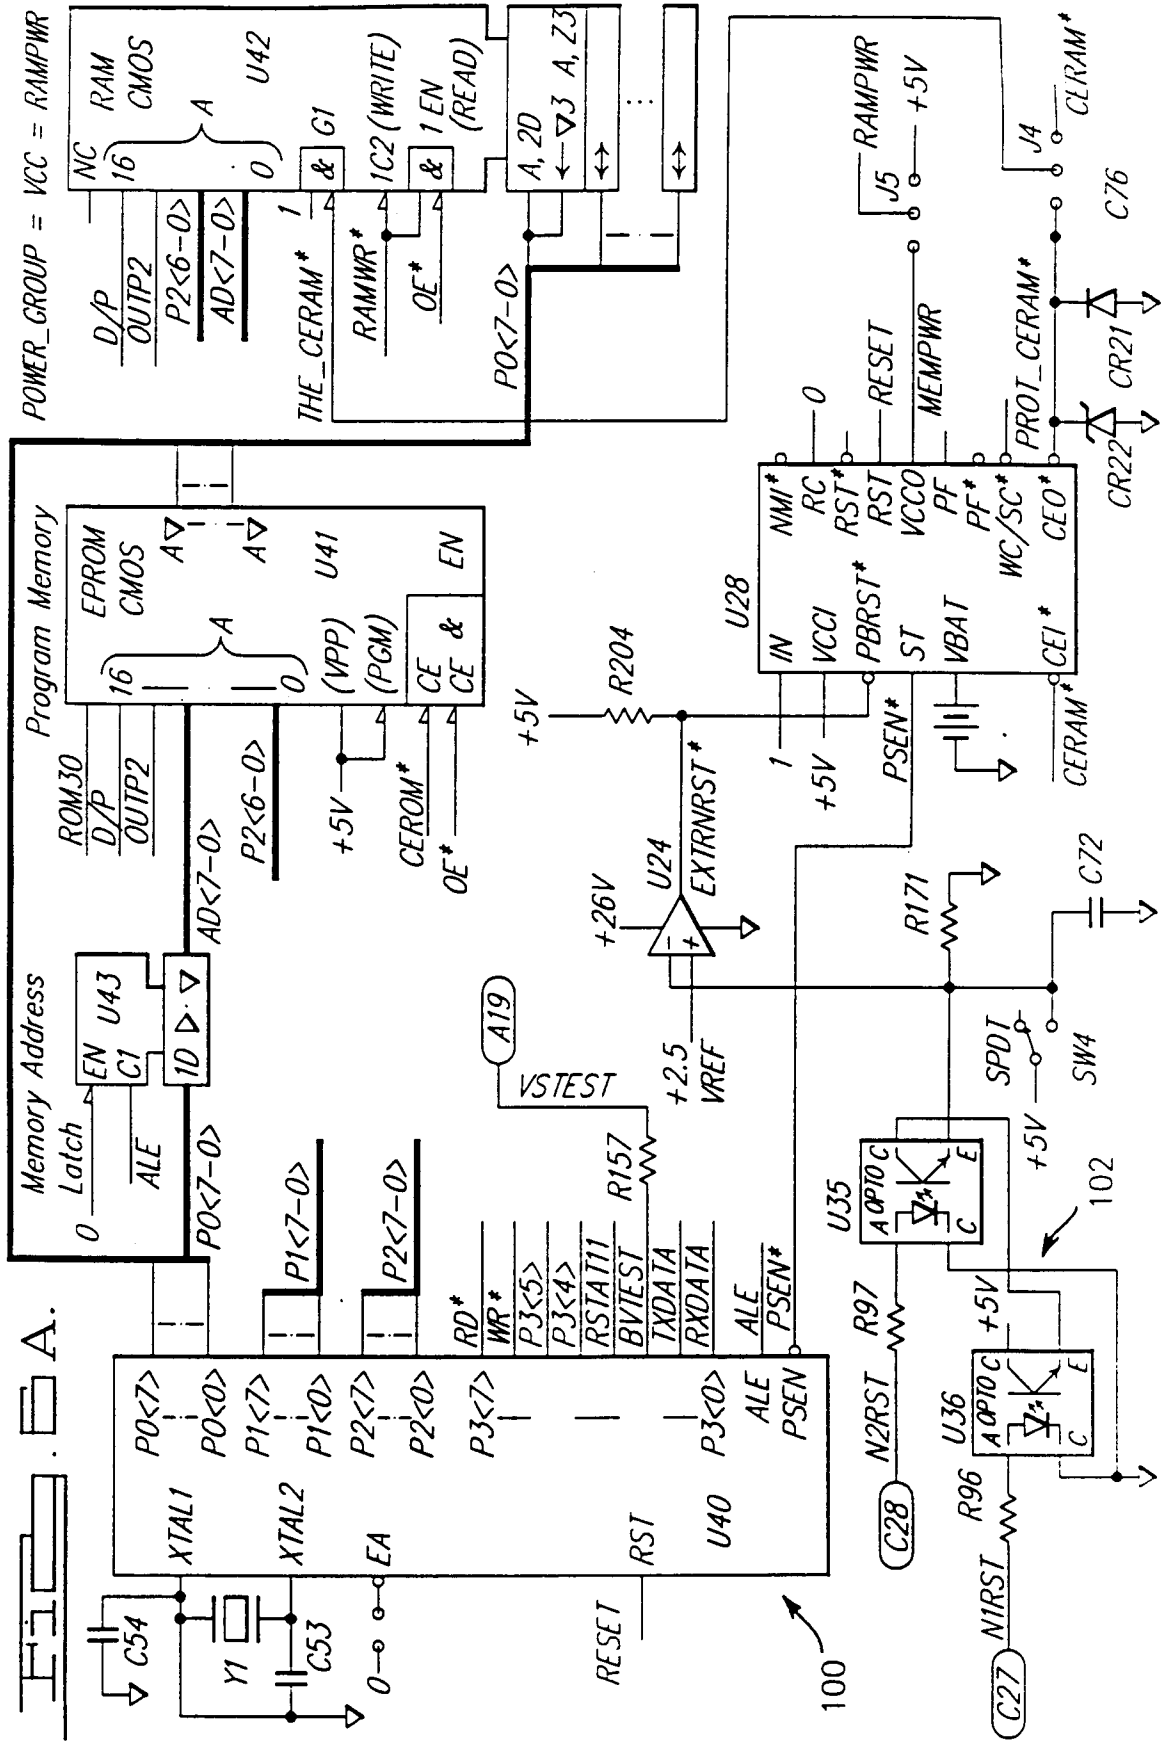 Fig. 6A.
C54
Y1
C53
0
XTAL1
XTAL2
EA
RESET
RST
U40
100
P0<7>
P0<0>
P1<7>
P1<0>
P2<7>
P2<0>
P3<7>
P3<0>
ALE
PSEN
P0<7-0>
P1<7-0>
P2<7-0>
RD*
WR*
P3<5>
P3<4>
RSTAT11
BVTEST
TXDATA
RXDATA
ALE
PSEN*
R157
VSTEST
A19
Memory Address
Latch
0
ALE
EN
C1
U43
1D
AD<7-0>
Program Memory
ROM30
D/P
OUTP2
P2<6-0>
+5V
CEROM*
OE*
EPROM
CMOS
16
A
0
A
A
U41
(VPP)
(PGM)
CE
CE
&
EN
POWER_GROUP = VCC = RAMPWR
D/P
OUTP2
P2<6-0>
AD<7-0>
1
THE_CERAM*
RAMWR*
OE*
P0<7-0>
NC
RAM
CMOS
16
A
0
U42
&
G1
1C2 (WRITE)
&
1 EN
(READ)
A, 2D
3
A, Z3
C27
N1RST
R96
U36
A
OPTO
C
C
E
+5V
102
C28
N2RST
R97
U35
A
OPTO
C
C
E
+5V
SPDT
SW4
C72
R171
+2.5
VREF
+26V
-
+
U24
EXTRNRST*
+5V
R204
1
+5V
PSEN*
CERAM*
U28
IN
VCCI
PBRST*
ST
VBAT
CEI*
NMI*
RC
RST*
RST
VCCO
PF
PF*
WC/SC*
CEO*
0
RESET
MEMPWR
PROT_CERAM*
CR22
CR21
C76
J5
RAMPWR
+5V
J4
CERAM*